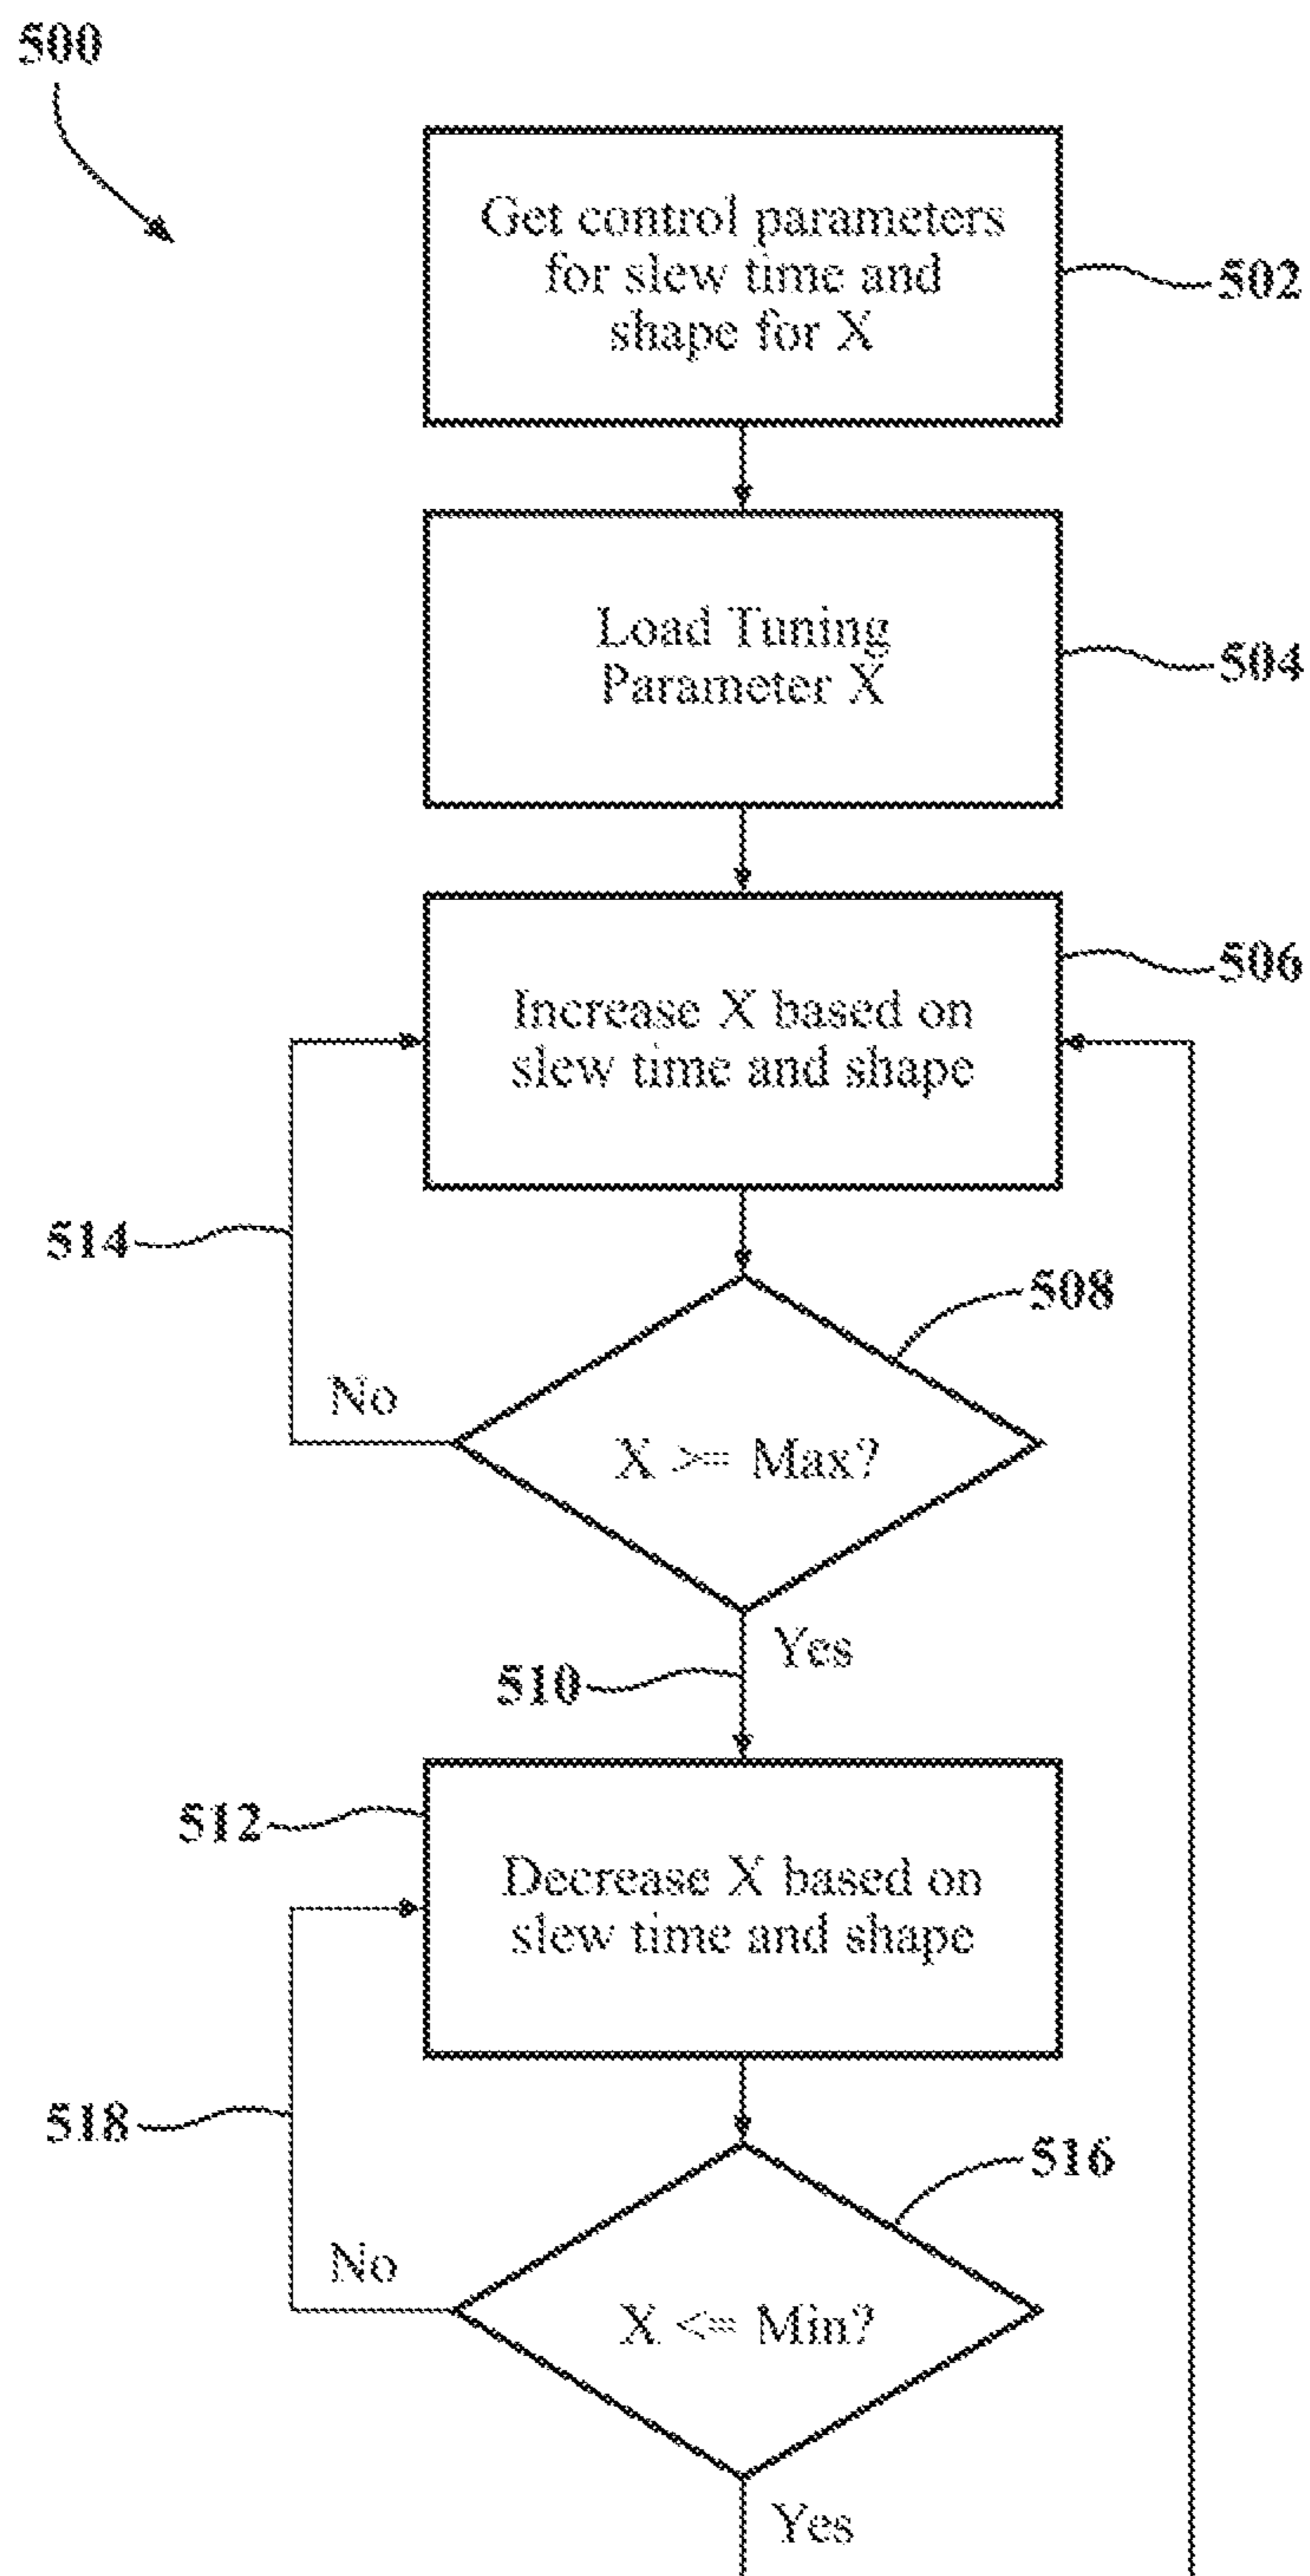 500
Get control parameters
for slew time and
shape for X
502
Load Tuning
Parameter X
504
506
Increase X based on
slew time and shape
514
508
No
X >= Max?
Yes
510
512
Decrease X based on
slew time and shape
518
516
No
X <= Min?
Yes